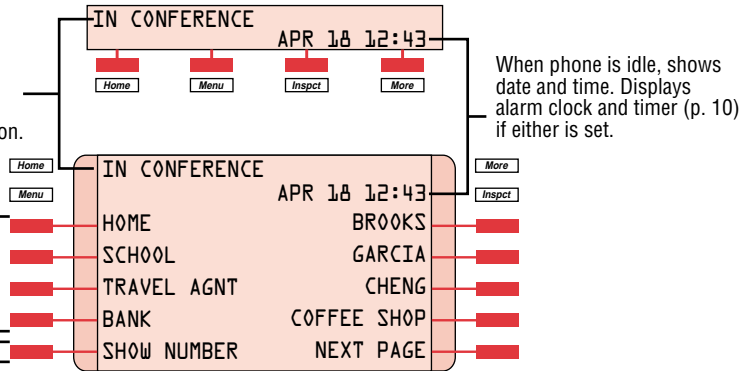 IN CONFERENCE
APR 18 12:43
Home Menu Inspct More
When phone is idle, shows
date and time. Displays
alarm clock and timer (p. 10)
if either is set.
on.
Home More
Menu Inspct
IN CONFERENCE
APR 18 12:43
HOME BROOKS
SCHOOL GARCIA
TRAVEL AGNT CHENG
BANK COFFEE SHOP
SHOW NUMBER NEXT PAGE